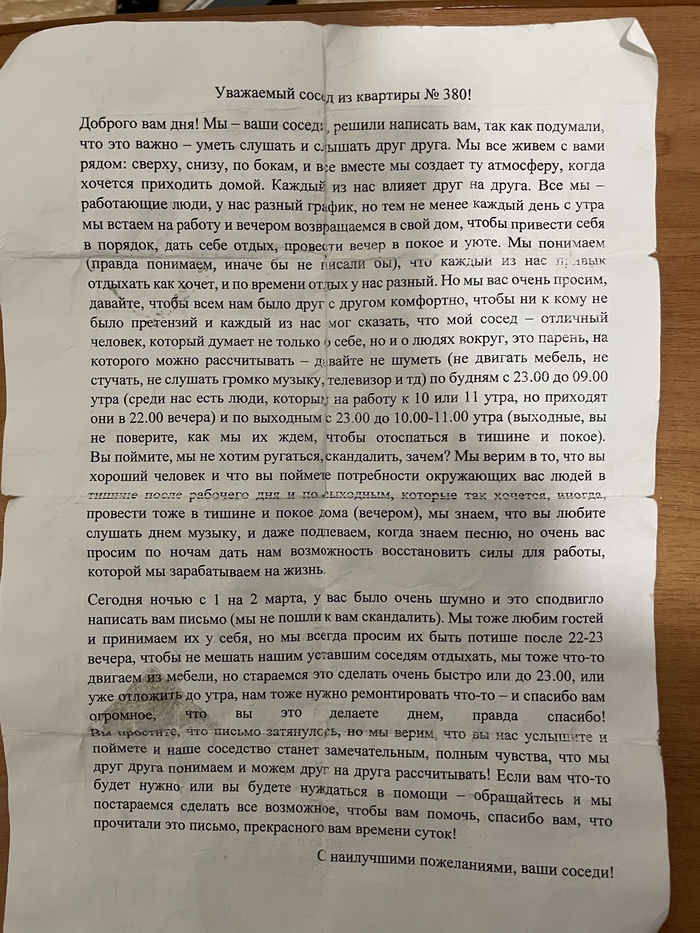 Уважаемый сосед из квартиры № 380!
Доброго вам дня! Мы – ваши соседи, решили написать вам, так как подумали,
что это важно – уметь слушать и слышать друг друга. Мы все живем с вами
рядом: сверху, снизу, по бокам, и все вместе мы создает ту атмосферу, когда
хочется приходить домой. Каждый из нас влияет друг на друга. Все мы –
работающие люди, у нас разный график, но тем не менее каждый день с утра
мы встаем на работу и вечером возвращаемся в свой дом, чтобы привести себя
в порядок, дать себе отдых, провести вечер в покое и уюте. Мы понимаем
(правда понимаем, иначе бы не писали бы), что каждый из нас привык
отдыхать как хочет, и по времени отдых у нас разный. Но мы вас очень просим,
давайте, чтобы всем нам было друг с другом комфортно, чтобы ни к кому не
было претензий и каждый из нас мог сказать, что мой сосед – отличный
человек, который думает не только о себе, но и о людях вокруг, это парень, на
которого можно рассчитывать – давайте не шуметь (не двигать мебель, не
стучать, не слушать громко музыку, телевизор и тд) по будням с 23.00 до 09.00
утра (среди нас есть люди, которым на работу к 10 или 11 утра, но приходят
они в 22.00 вечера) и по выходным с 23.00 до 10.00-11.00 утра (выходные, вы
не поверите, как мы их ждем, чтобы отоспаться в тишине и покое).
Вы поймите, мы не хотим ругаться, скандалить, зачем? Мы верим в то, что вы
хороший человек и что вы поймете потребности окружающих вас людей в
тишине после рабочего дня и по выходным, которые так хочется, иногда,
провести тоже в тишине и покое дома (вечером), мы знаем, что вы любите
слушать днем музыку, и даже подпеваем, когда знаем песню, но очень вас
просим по ночам дать нам возможность восстановить силы для работы,
которой мы зарабатываем на жизнь.
Сегодня ночью с 1 на 2 марта, у вас было очень шумно и это сподвигло
написать вам письмо (мы не пошли к вам скандалить). Мы тоже любим гостей
и принимаем их у себя, но мы всегда просим их быть потише после 22-23
вечера, чтобы не мешать нашим уставшим соседям отдыхать, мы тоже что-то
двигаем из мебели, но стараемся это сделать очень быстро или до 23.00, или
уже отложить до утра, нам тоже нужно ремонтировать что-то – и спасибо вам
огромное, что вы это делаете днем, правда спасибо!
Вы простите, что письмо затянулось, но мы верим, что вы нас услышите и
поймете и наше соседство станет замечательным, полным чувства, что мы
друг друга понимаем и можем друг на друга рассчитывать! Если вам что-то
будет нужно или вы будете нуждаться в помощи – обращайтесь и мы
постараемся сделать все возможное, чтобы вам помочь, спасибо вам, что
прочитали это письмо, прекрасного вам времени суток!
С наилучшими пожеланиями, ваши соседи!